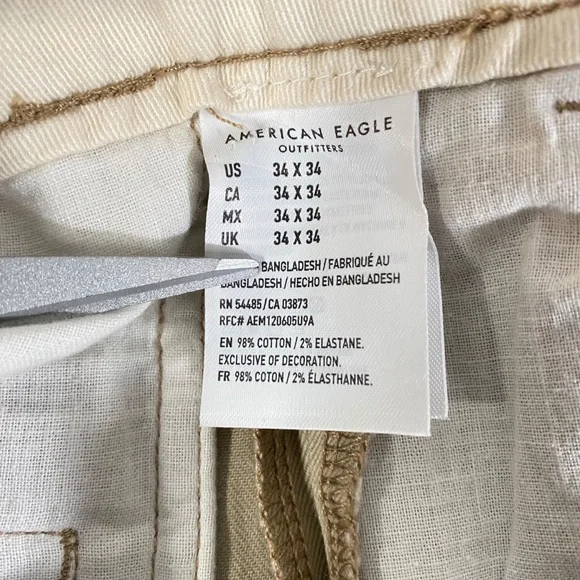 AMERICAN EAGLE
OUTFITTERS
US 34 X 34
CA 34 X 34
MX 34 X 34
UK 34 X 34
BANGLADESH / FABRIQUÉ AU
BANGLADESH / HECHO EN BANGLADESH
RN 54485 / CA 03873
RFC# AEM120605U9A
EN 98% COTTON / 2% ELASTANE.
EXCLUSIVE OF DECORATION.
FR 98% COTON / 2% ÉLASTHANNE.